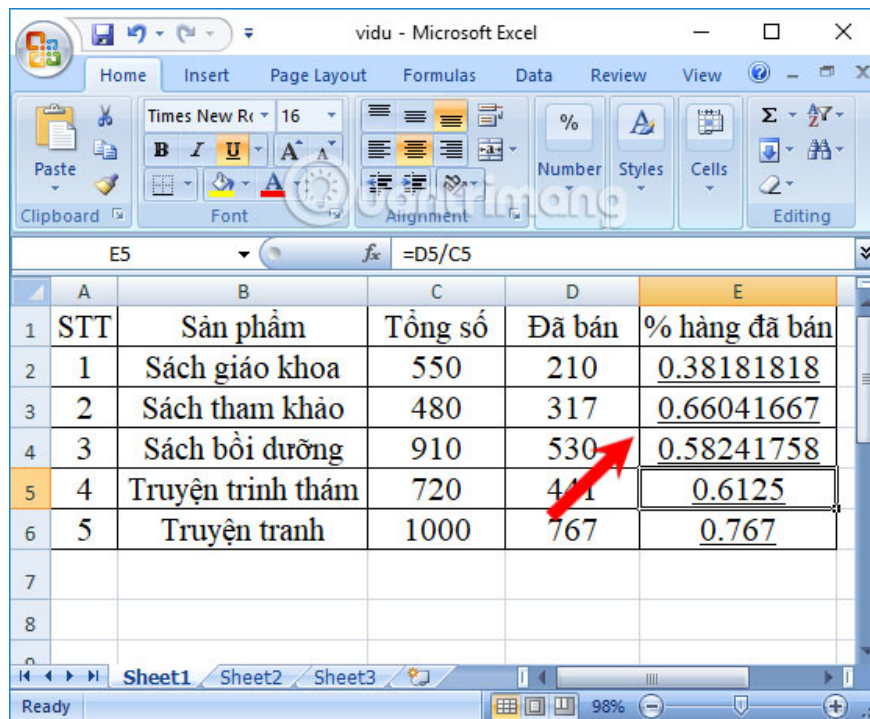 vidu - Microsoft Excel
Home Insert Page Layout Formulas Data Review View
Times New Ro 16 Σ
B I U A A %
Paste A Number Styles Cells
Clipboard Font Alignment Editing
Quantrimang
E5 fx =D5/C5
A B C D E
1 STT Sản phẩm Tổng số Đã bán % hàng đã bán
2 1 Sách giáo khoa 550 210 0.38181818
3 2 Sách tham khảo 480 317 0.66041667
4 3 Sách bồi dưỡng 910 530 0.58241758
5 4 Truyện trinh thám 720 441 0.6125
6 5 Truyện tranh 1000 767 0.767
7
8
Sheet1 Sheet2 Sheet3
Ready 98%